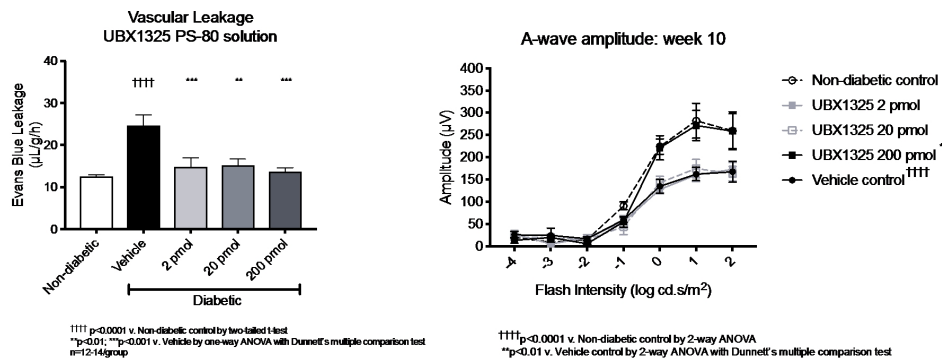 Vascular Leakage
UBX1325 PS-80 solution
Evans Blue Leakage
(µL/g/h)
40
30
20
10
0
††††
***
**
***
Non-diabetic
Vehicle
2 pmol
20 pmol
200 pmol
Diabetic
†††† p<0.0001 v. Non-diabetic control by two-tailed t-test
**p<0.01; ***p<0.001 v. Vehicle by one-way ANOVA with Dunnett's multiple comparison test
n=12-14/group
A-wave amplitude: week 10
Amplitude (µV)
400
350
300
250
200
150
100
50
0
-4
-3
-2
-1
0
1
2
Flash Intensity (log cd.s/m²)
Non-diabetic control
UBX1325 2 pmol
UBX1325 20 pmol
UBX1325 200 pmol
Vehicle control††††
††††p<0.0001 v. Non-diabetic control by 2-way ANOVA
**p<0.01 v. Vehicle control by 2-way ANOVA with Dunnett's multiple comparison test